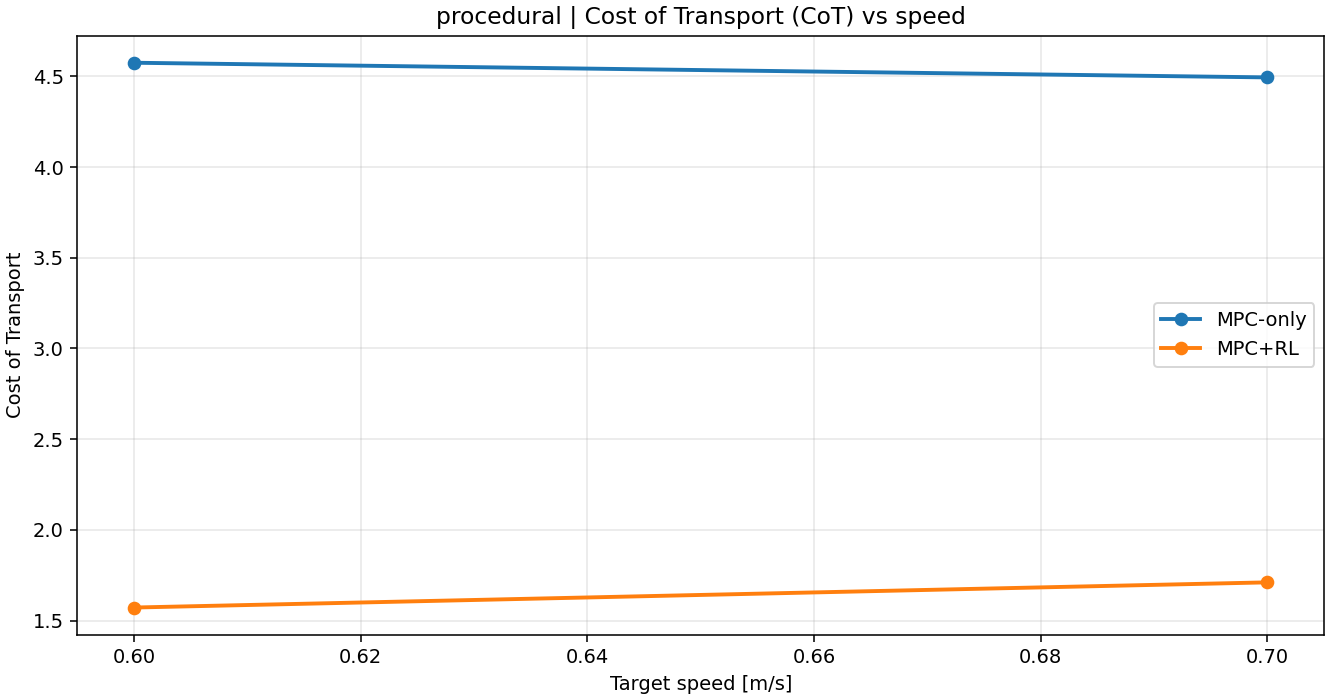 procedural | Cost of Transport (CoT) vs speed
Cost of Transport
4.5
4.0
3.5
3.0
2.5
2.0
1.5
MPC-only
MPC+RL
0.60 0.62 0.64 0.66 0.68 0.70
Target speed [m/s]